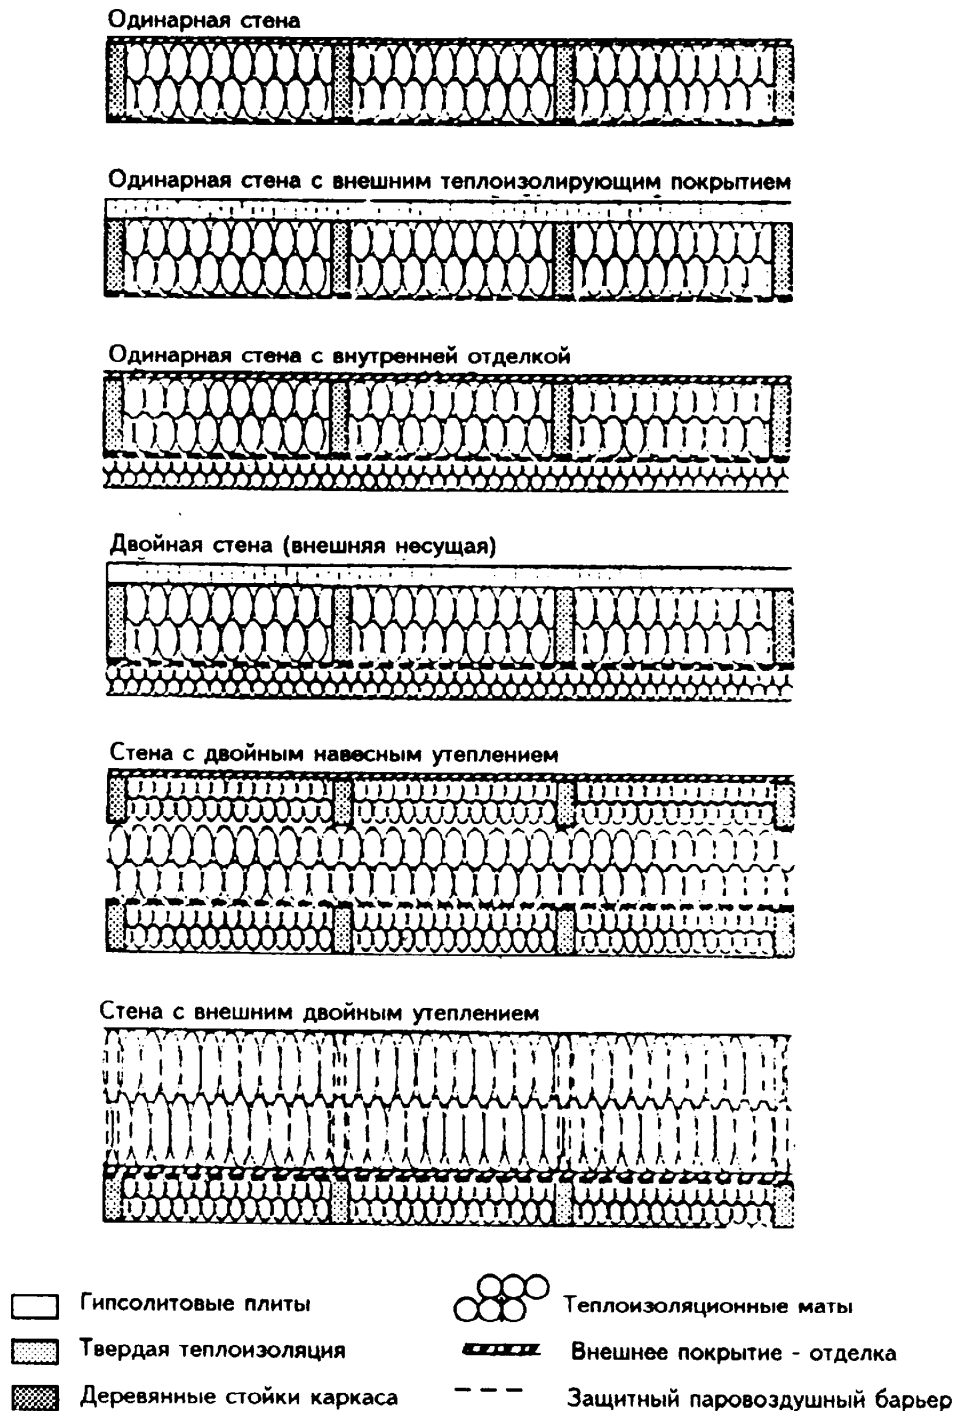 Одинарная стена
Одинарная стена с внешним теплоизолирующим покрытием
Одинарная стена с внутренней отделкой
Двойная стена (внешняя несущая)
Стена с двойным навесным утеплением
Стена с внешним двойным утеплением
Гипсолитовые плиты
Теплоизоляционные маты
Твердая теплоизоляция
Внешнее покрытие - отделка
Деревянные стойки каркаса
Защитный паровоздушный барьер